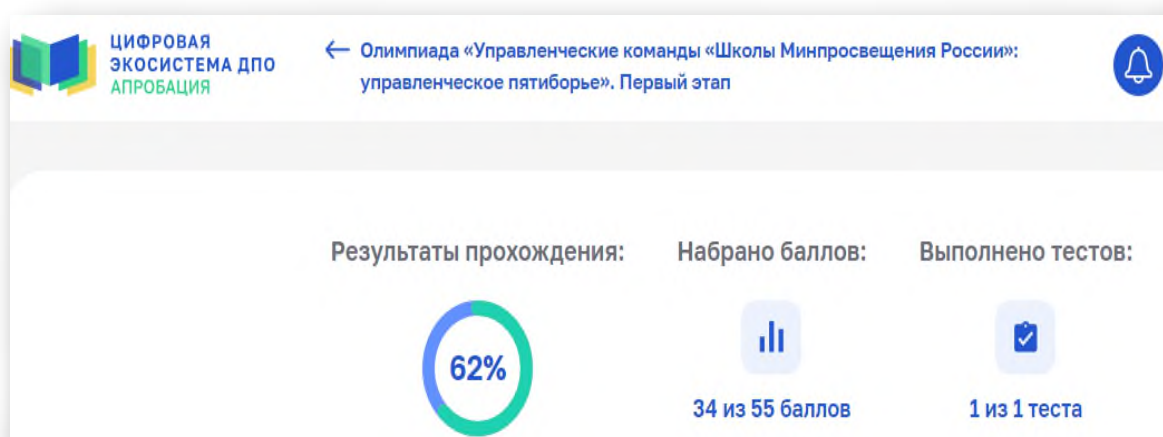 ЦИФРОВАЯ
ЭКОСИСТЕМА ДПО
АПРОБАЦИЯ
← Олимпиада «Управленческие команды «Школы Минпросвещения России»:
управленческое пятиборье». Первый этап
Результаты прохождения:
62%
Набрано баллов:
34 из 55 баллов
Выполнено тестов:
1 из 1 теста